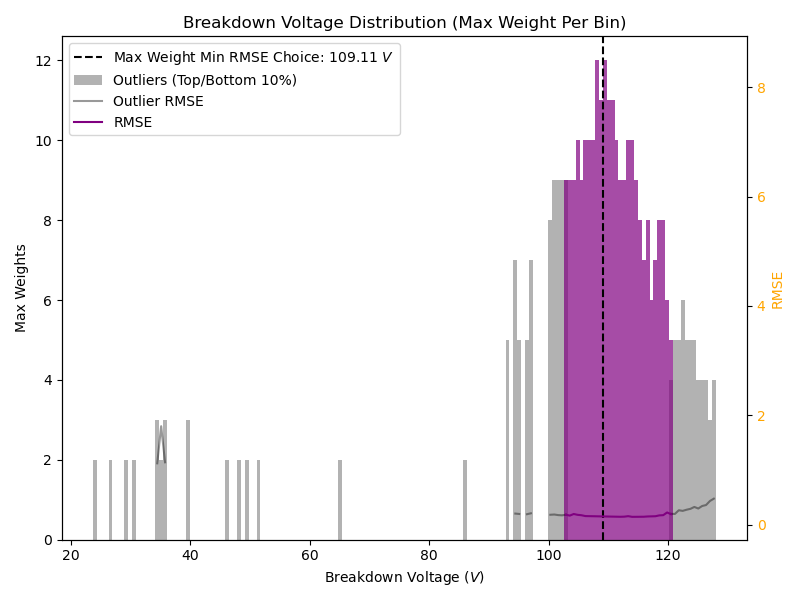 Breakdown Voltage Distribution (Max Weight Per Bin)
Max Weight Min RMSE Choice: 109.11 V
Outliers (Top/Bottom 10%)
Outlier RMSE
RMSE
12
10
8
6
4
2
0
Max Weights
8
6
4
2
0
RMSE
20 40 60 80 100 120
Breakdown Voltage (V)